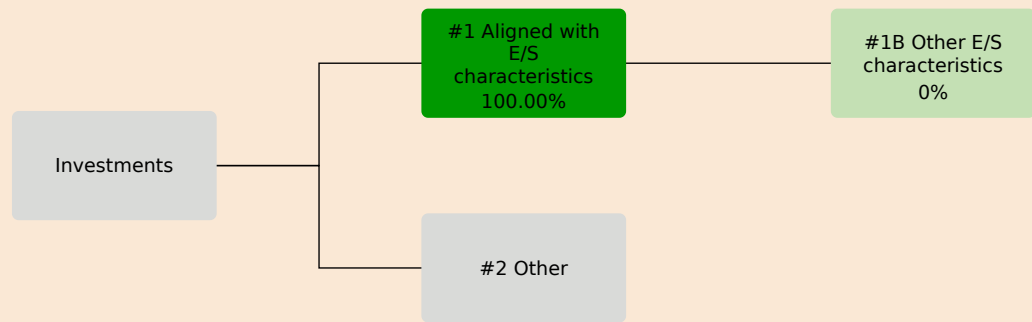 #1 Aligned with
E/S
characteristics
100.00%
#1B Other E/S
characteristics
0%
Investments
#2 Other